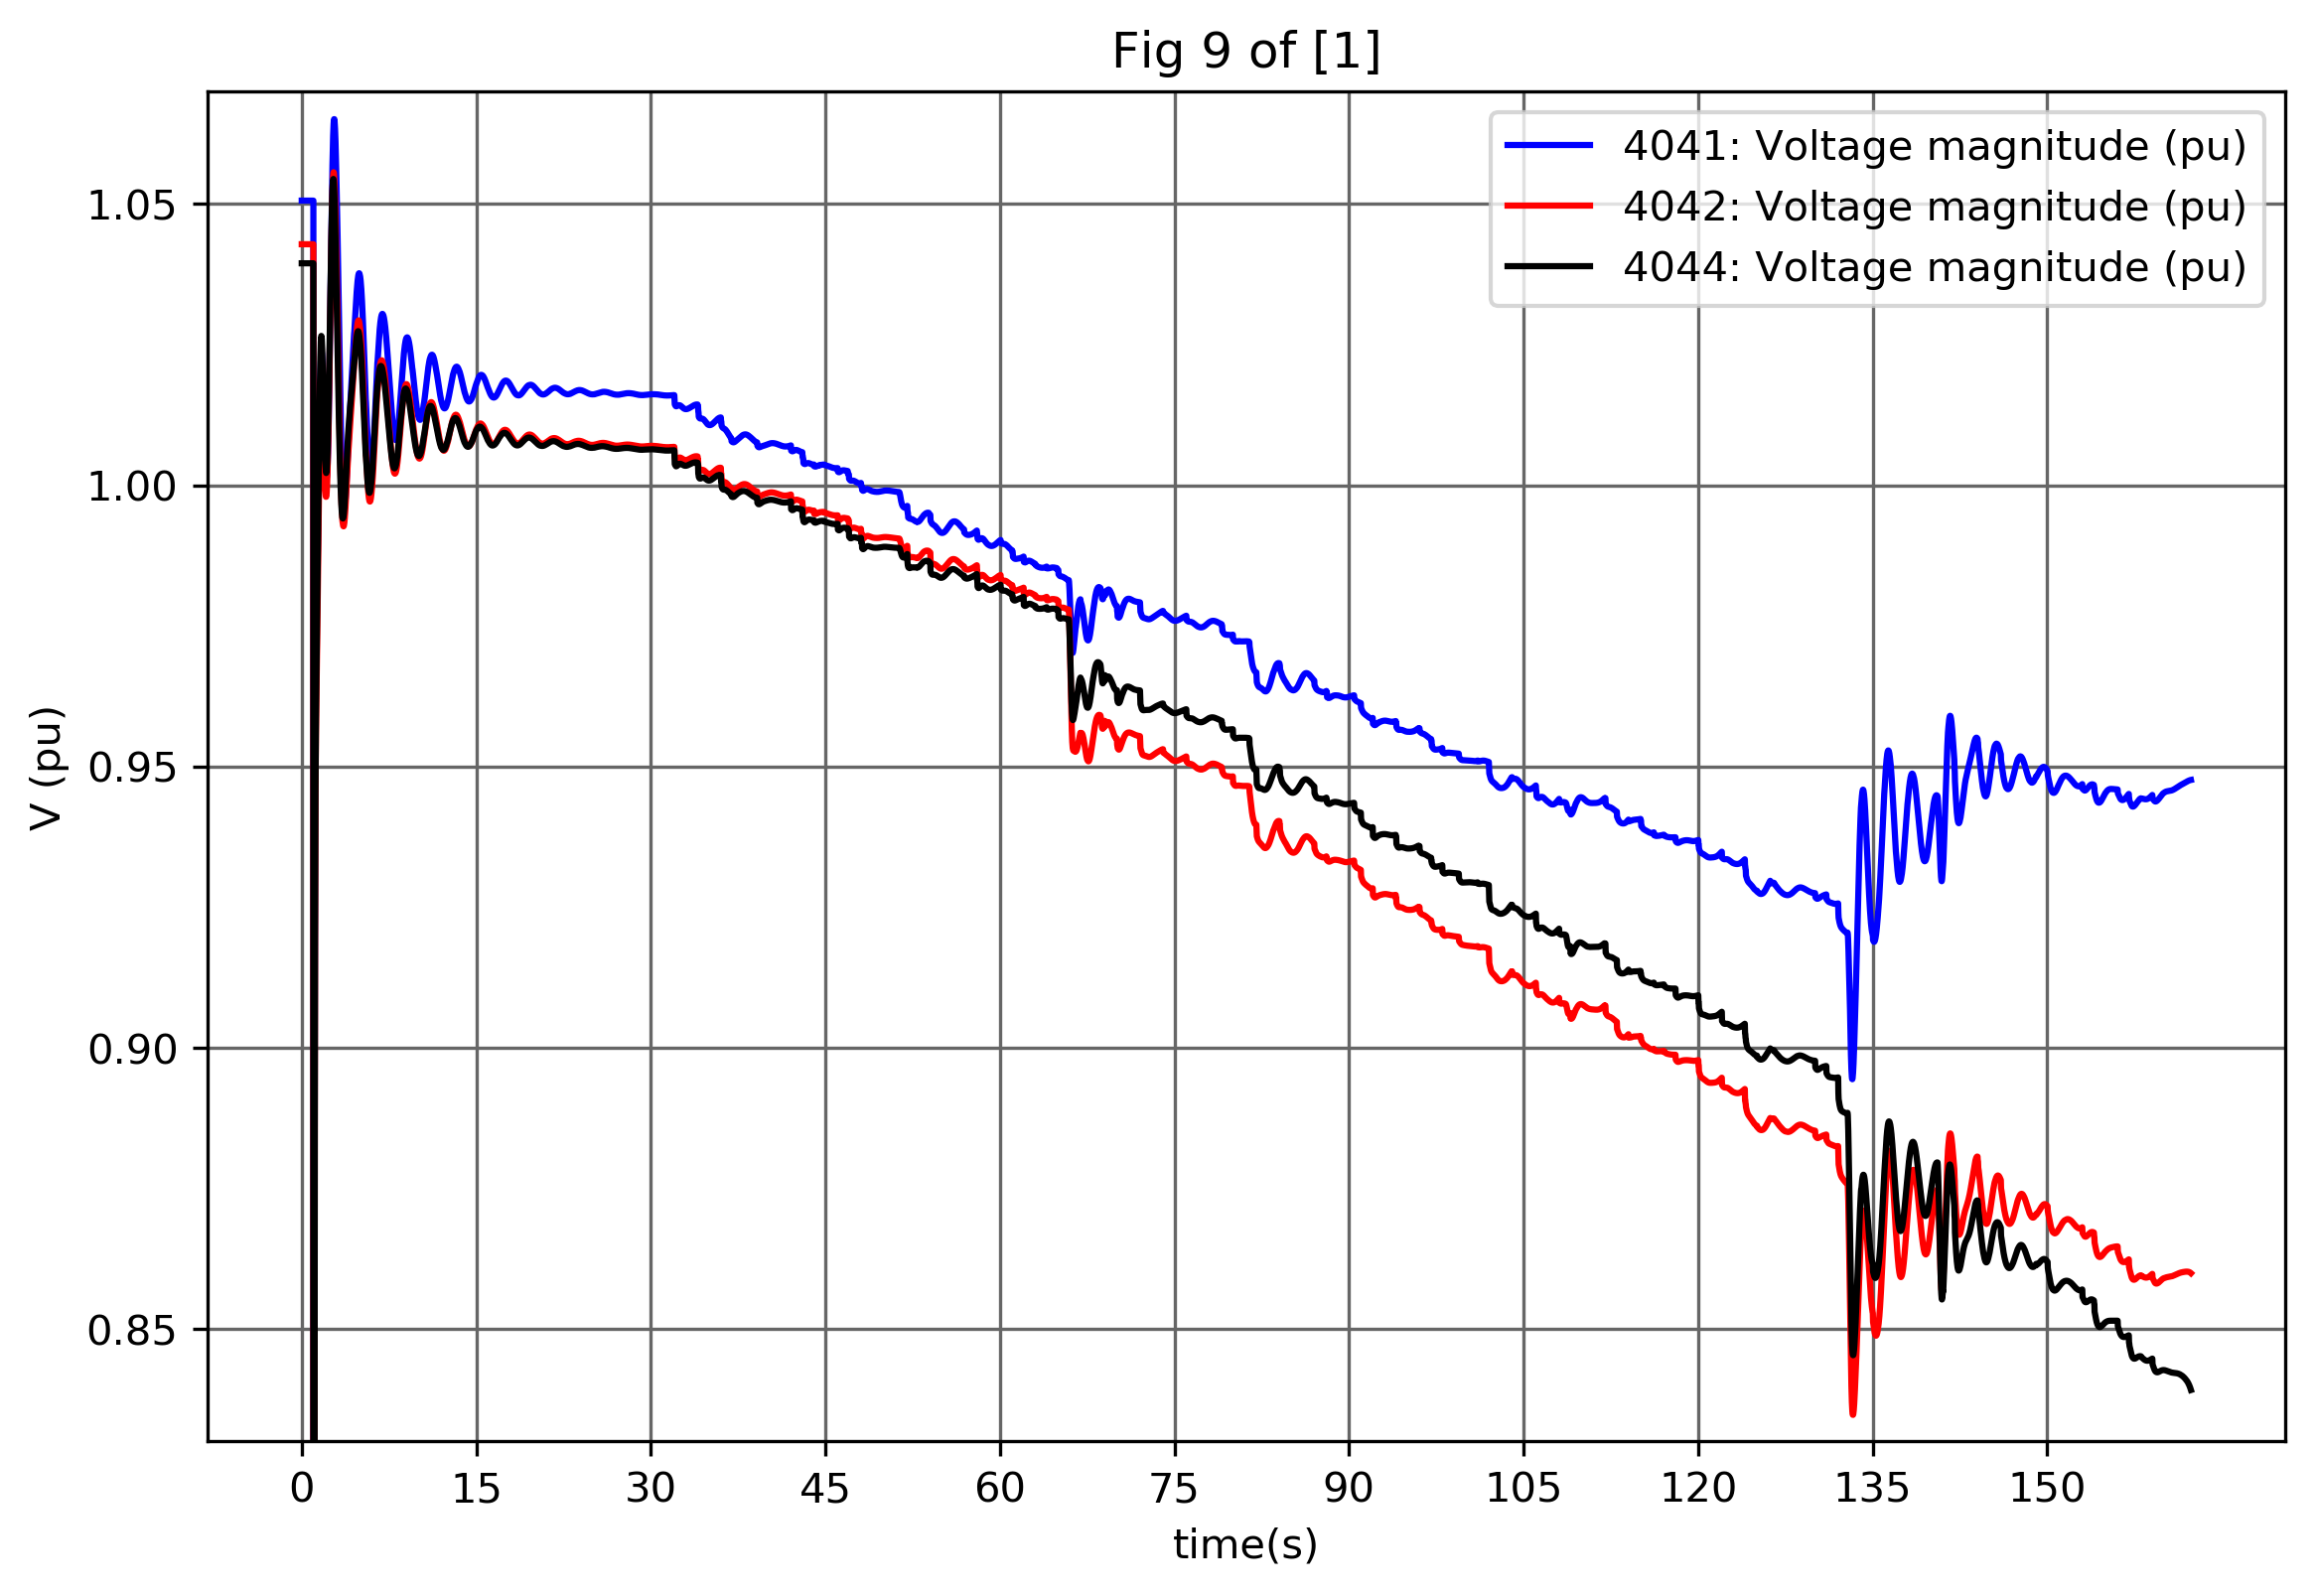 Fig 9 of [1]
4041: Voltage magnitude (pu)
4042: Voltage magnitude (pu)
4044: Voltage magnitude (pu)
V (pu)
1.05
1.00
0.95
0.90
0.85
0 15 30 45 60 75 90 105 120 135 150
time(s)